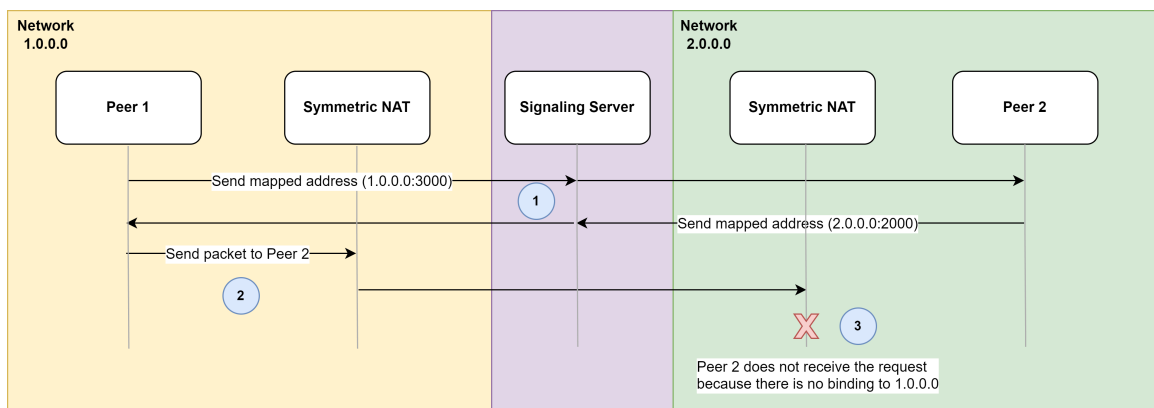 Network
1.0.0.0
Network
2.0.0.0
Peer 1
Symmetric NAT
Signaling Server
Symmetric NAT
Peer 2
Send mapped address (1.0.0.0:3000)
1
Send mapped address (2.0.0.0:2000)
Send packet to Peer 2
2
3
Peer 2 does not receive the request
because there is no binding to 1.0.0.0